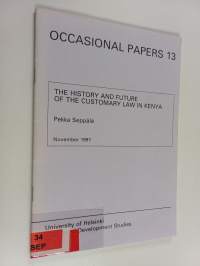 OCCASIONAL PAPERS 13
THE HISTORY AND FUTURE
OF THE CUSTOMARY LAW IN KENYA
Pekka Seppälä
November 1991
University of Helsinki
Development Studies
34
SEP